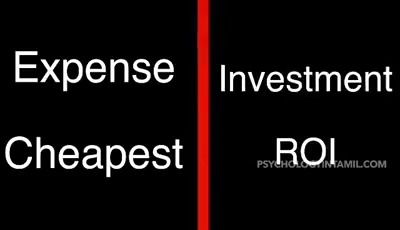 Expense
Cheapest
Investment
ROI
PSYCHOLOGYINTAMIL.COM